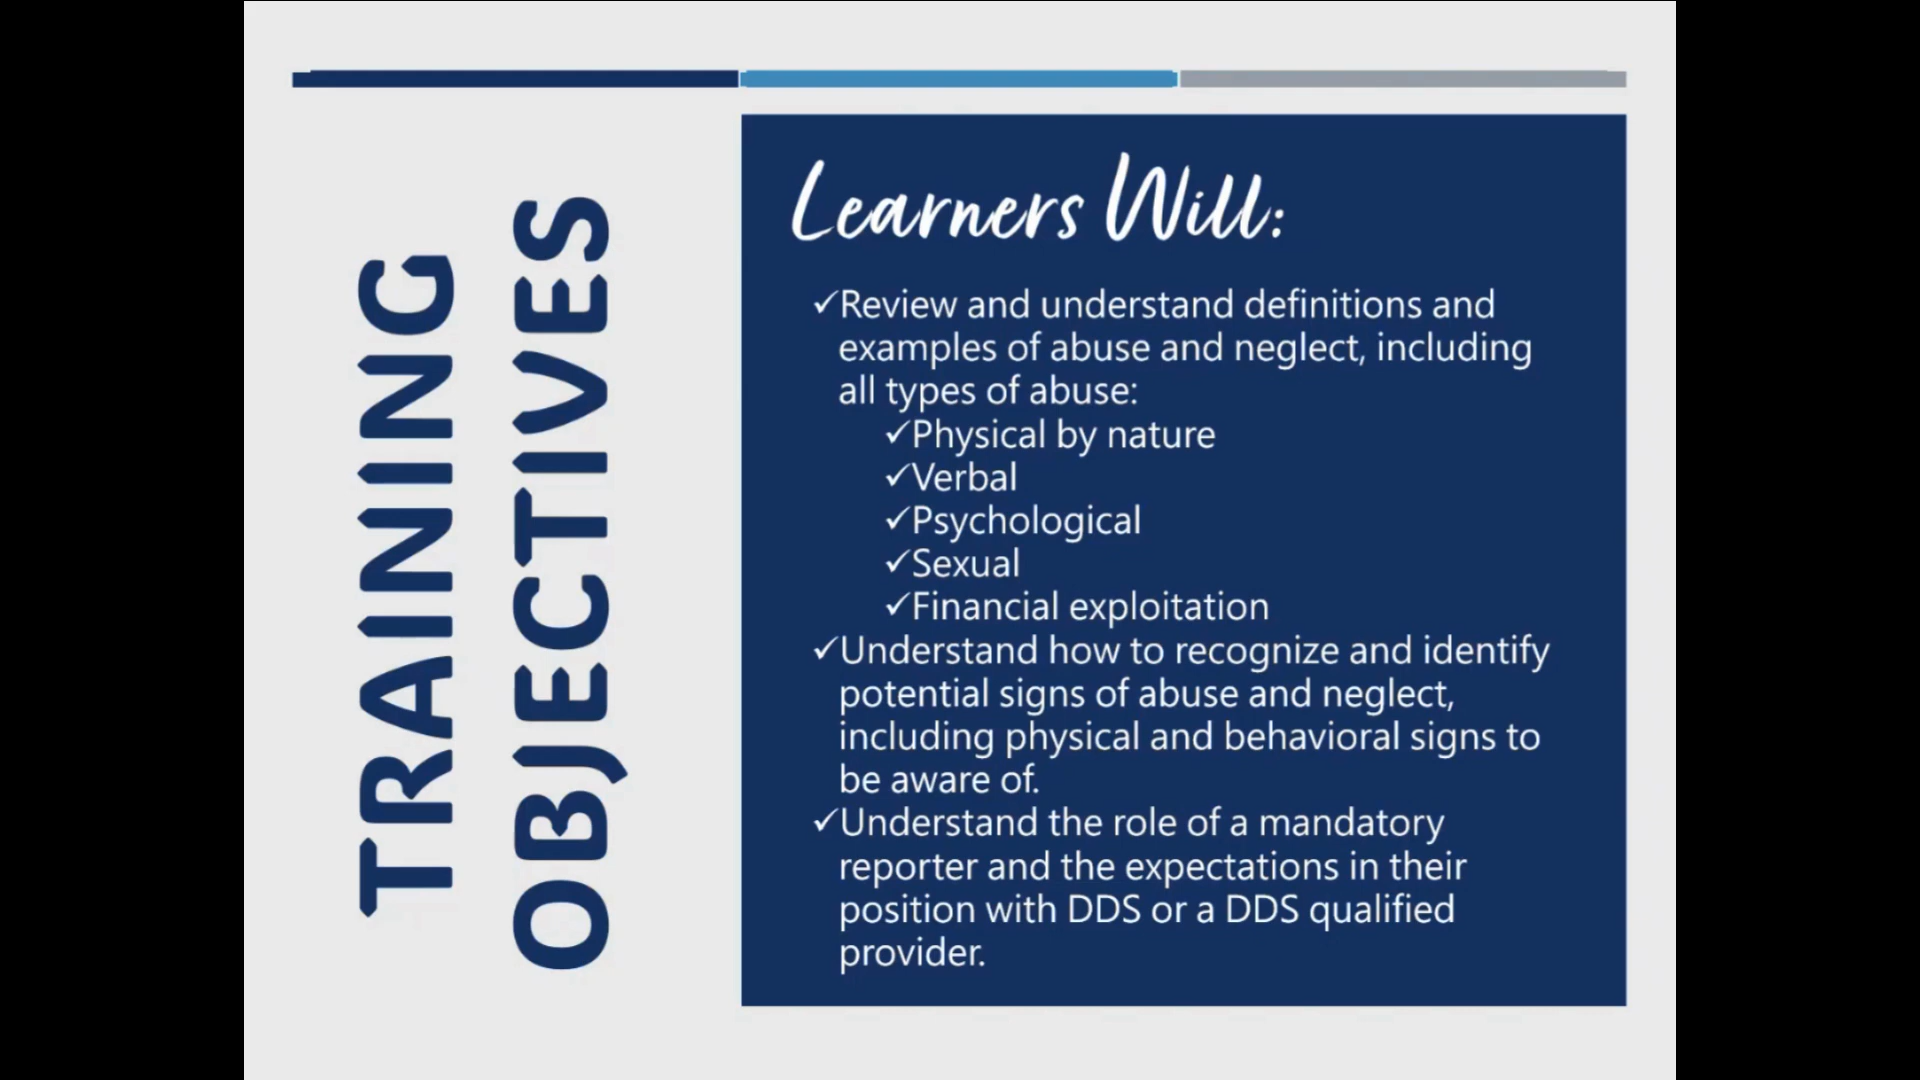 TRAINING
OBJECTIVES
Learners Will:
✓Review and understand definitions and
examples of abuse and neglect, including
all types of abuse:
✓Physical by nature
✓Verbal
✓Psychological
✓Sexual
✓Financial exploitation
✓Understand how to recognize and identify
potential signs of abuse and neglect,
including physical and behavioral signs to
be aware of.
✓Understand the role of a mandatory
reporter and the expectations in their
position with DDS or a DDS qualified
provider.